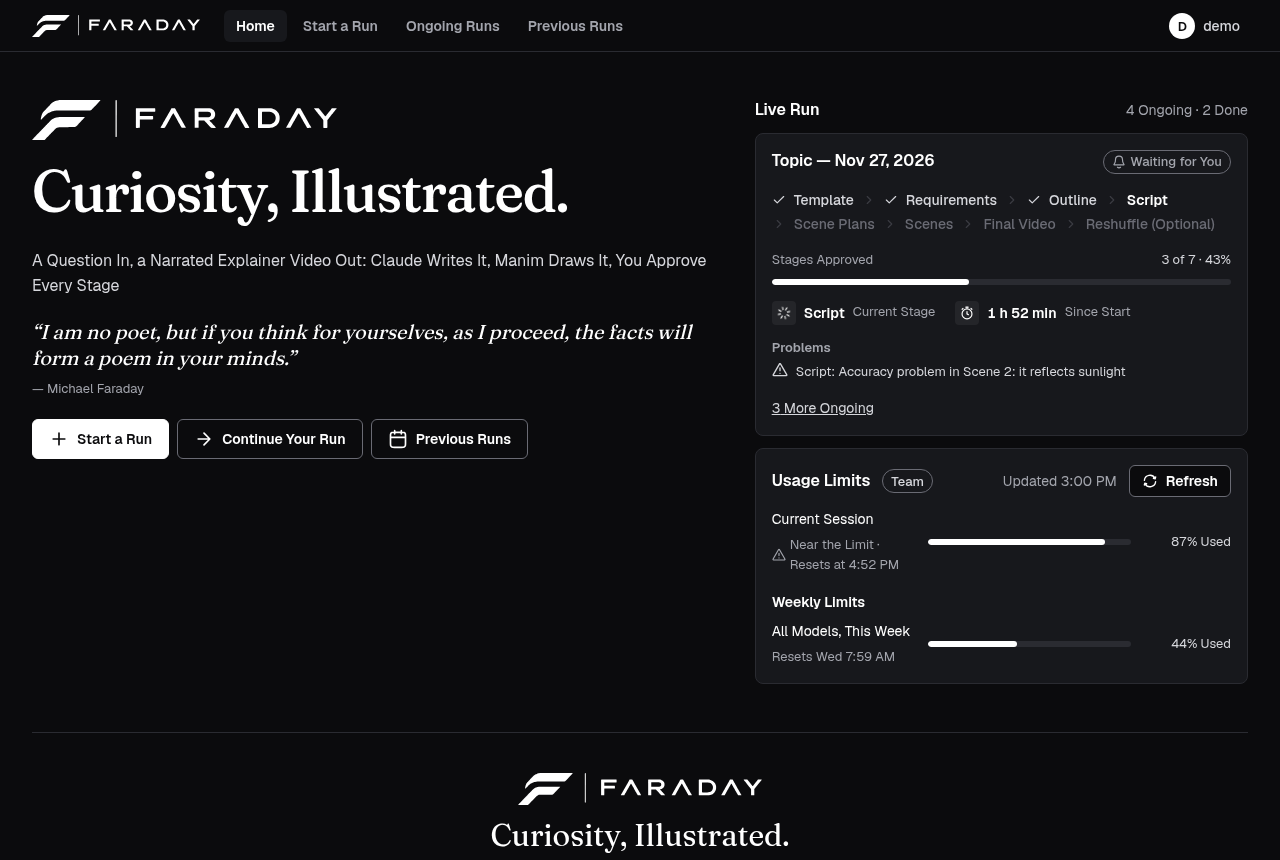 FARADAY
Home
Start a Run
Ongoing Runs
Previous Runs
D
demo
FARADAY
Curiosity, Illustrated.
A Question In, a Narrated Explainer Video Out: Claude Writes It, Manim Draws It, You Approve
Every Stage
“I am no poet, but if you think for yourselves, as I proceed, the facts will
form a poem in your minds.”
— Michael Faraday
Start a Run
Continue Your Run
Previous Runs
Live Run
4 Ongoing · 2 Done
Topic — Nov 27, 2026
Waiting for You
Template
Requirements
Outline
Script
Scene Plans
Scenes
Final Video
Reshuffle (Optional)
Stages Approved
3 of 7 · 43%
Script Current Stage
1 h 52 min Since Start
Problems
Script: Accuracy problem in Scene 2: it reflects sunlight
3 More Ongoing
Usage Limits
Team
Updated 3:00 PM
Refresh
Current Session
Near the Limit ·
Resets at 4:52 PM
87% Used
Weekly Limits
All Models, This Week
Resets Wed 7:59 AM
44% Used
FARADAY
Curiosity, Illustrated.